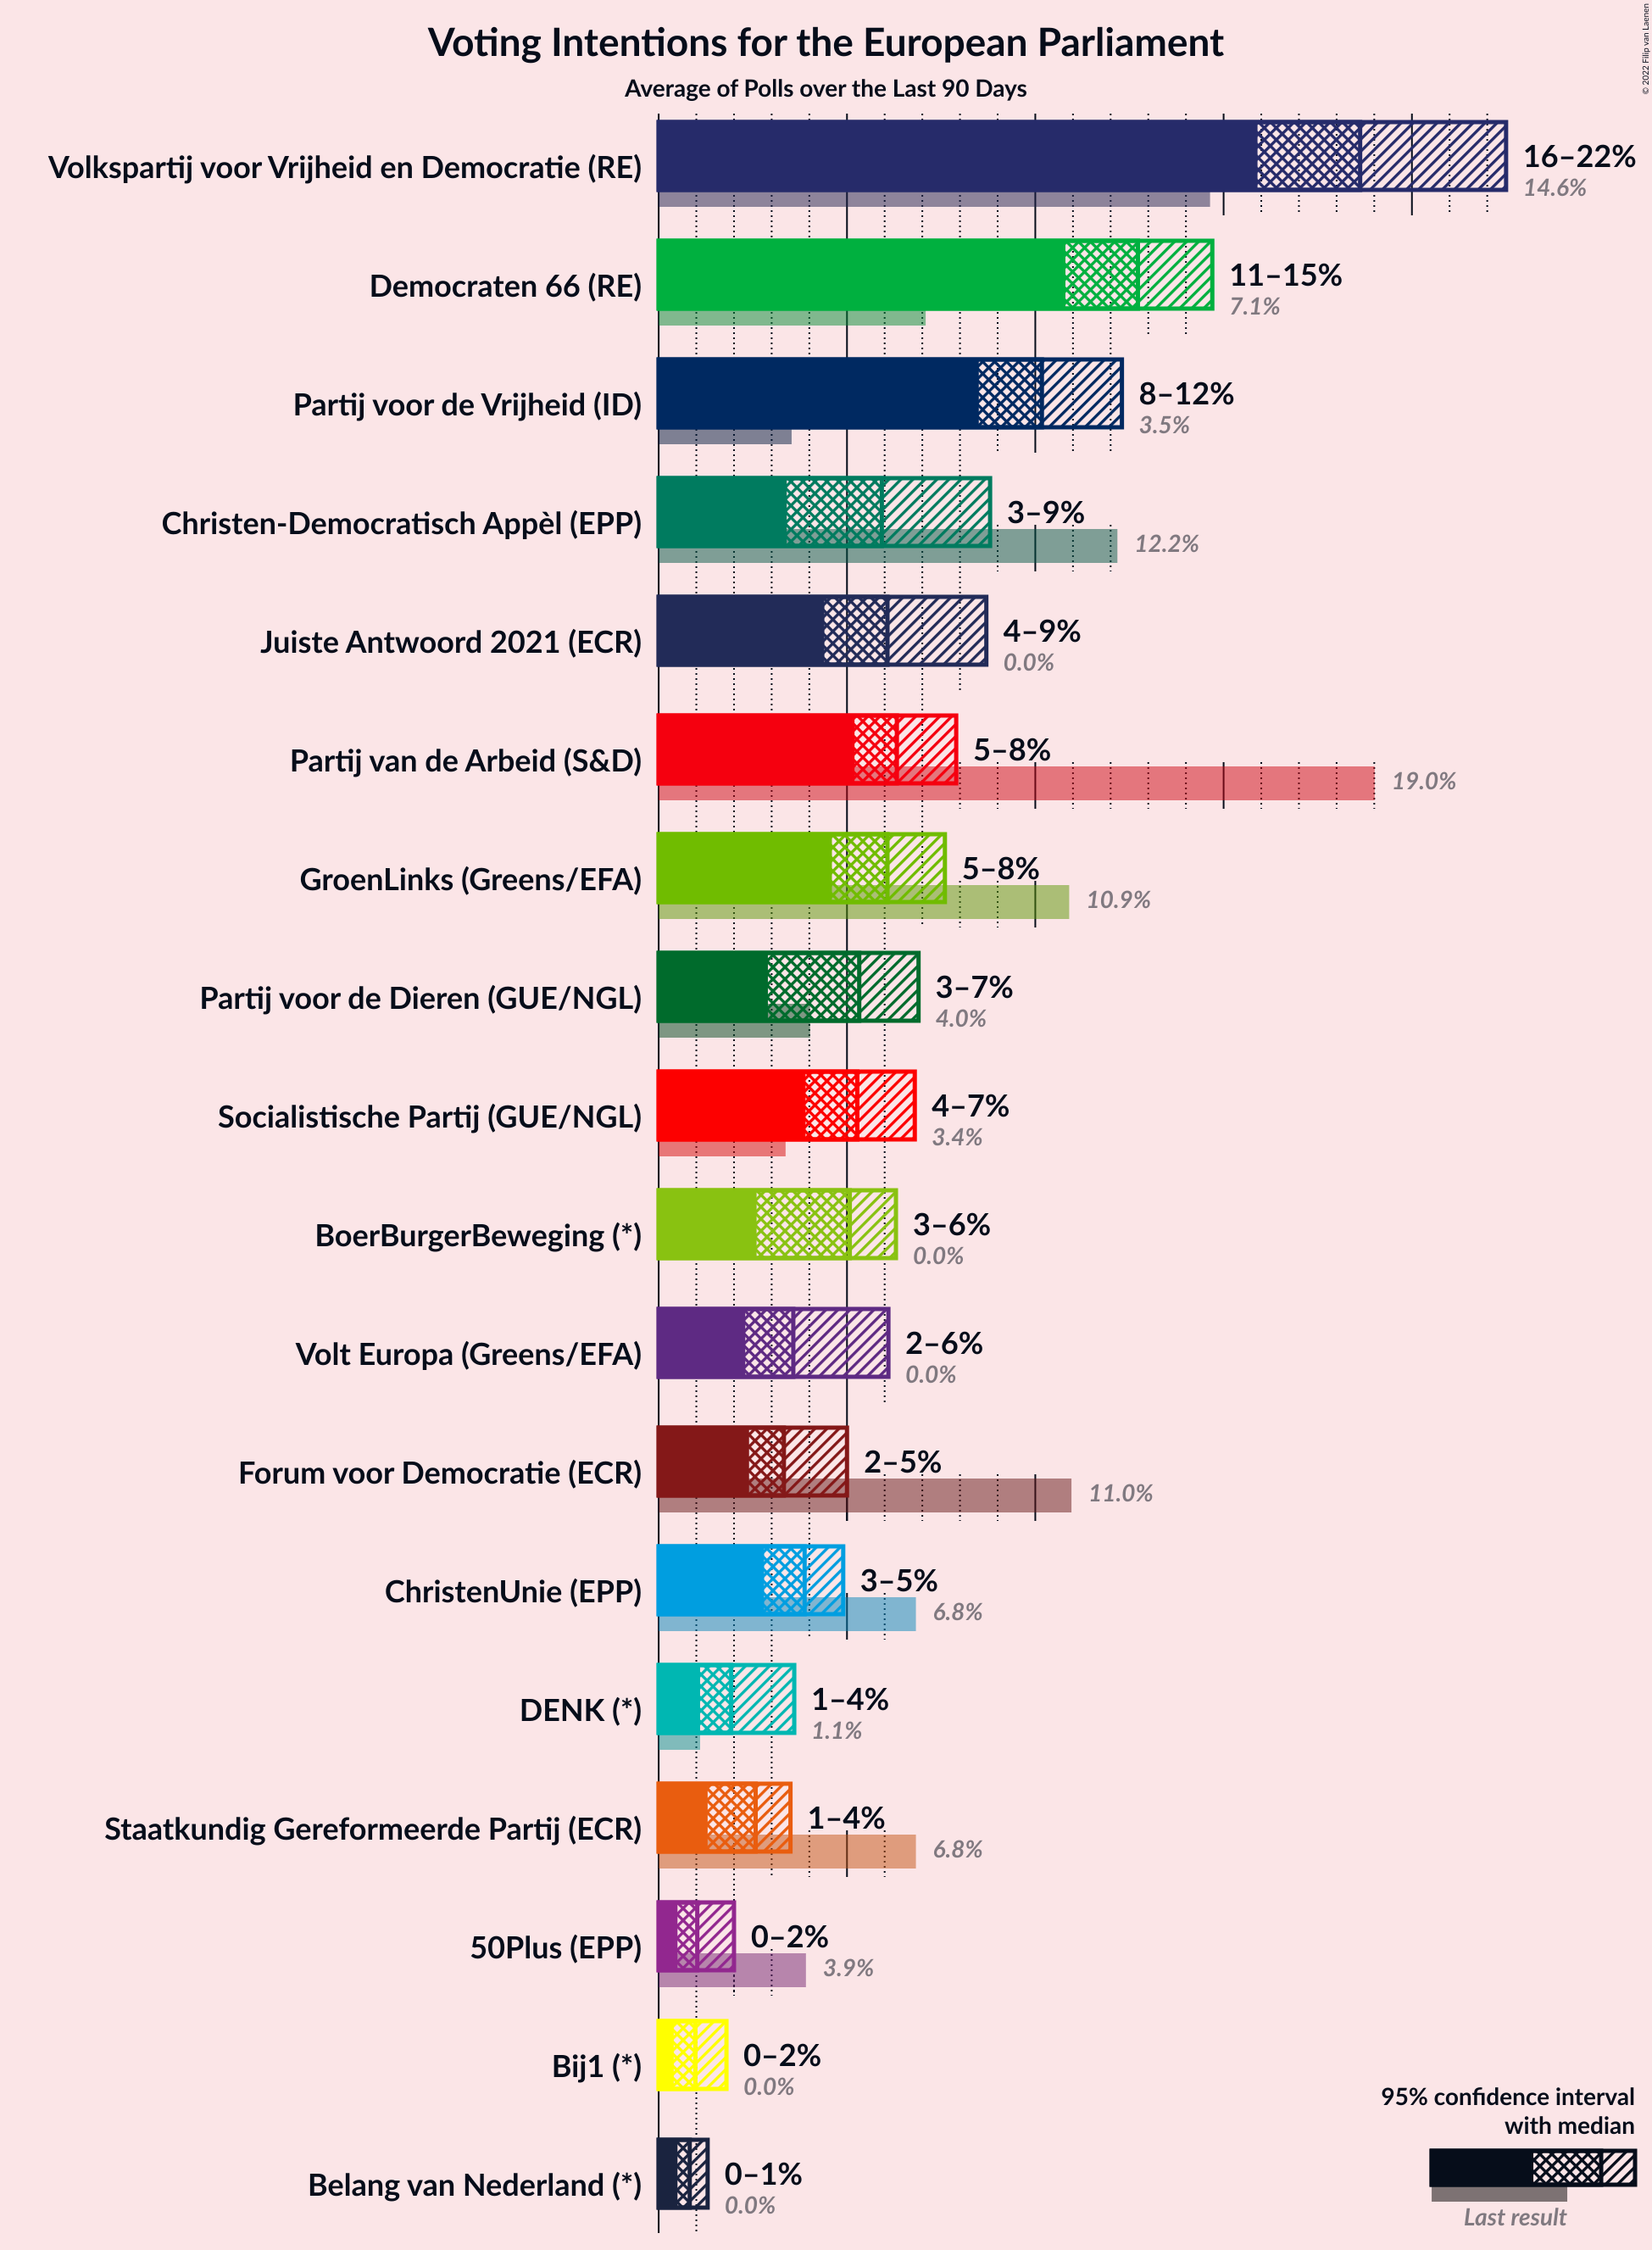 © 2022 Filip van Laenen
Voting Intentions for the European Parliament
Average of Polls over the Last 90 Days
Volkspartij voor Vrijheid en Democratie (RE)
16–22%
14.6%
Democraten 66 (RE)
11–15%
7.1%
Partij voor de Vrijheid (ID)
8–12%
3.5%
Christen-Democratisch Appèl (EPP)
3–9%
12.2%
Juiste Antwoord 2021 (ECR)
4–9%
0.0%
Partij van de Arbeid (S&D)
5–8%
19.0%
GroenLinks (Greens/EFA)
5–8%
10.9%
Partij voor de Dieren (GUE/NGL)
3–7%
4.0%
Socialistische Partij (GUE/NGL)
4–7%
3.4%
BoerBurgerBeweging (*)
3–6%
0.0%
Volt Europa (Greens/EFA)
2–6%
0.0%
Forum voor Democratie (ECR)
2–5%
11.0%
ChristenUnie (EPP)
3–5%
6.8%
DENK (*)
1–4%
1.1%
Staatkundig Gereformeerde Partij (ECR)
1–4%
6.8%
50Plus (EPP)
0–2%
3.9%
Bij1 (*)
0–2%
0.0%
Belang van Nederland (*)
0–1%
0.0%
95% confidence interval
with median
Last result